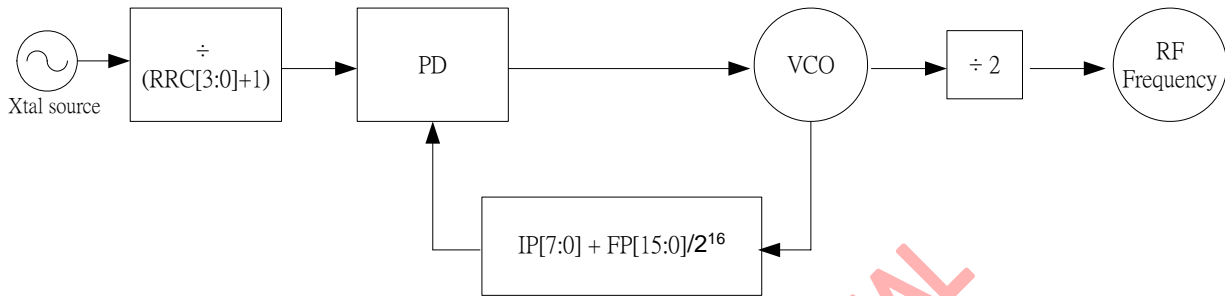 Xtal source
÷
(RRC[3:0]+1)
PD
VCO
÷ 2
RF
Frequency
IP[7:0] + FP[15:0]/2¹⁶